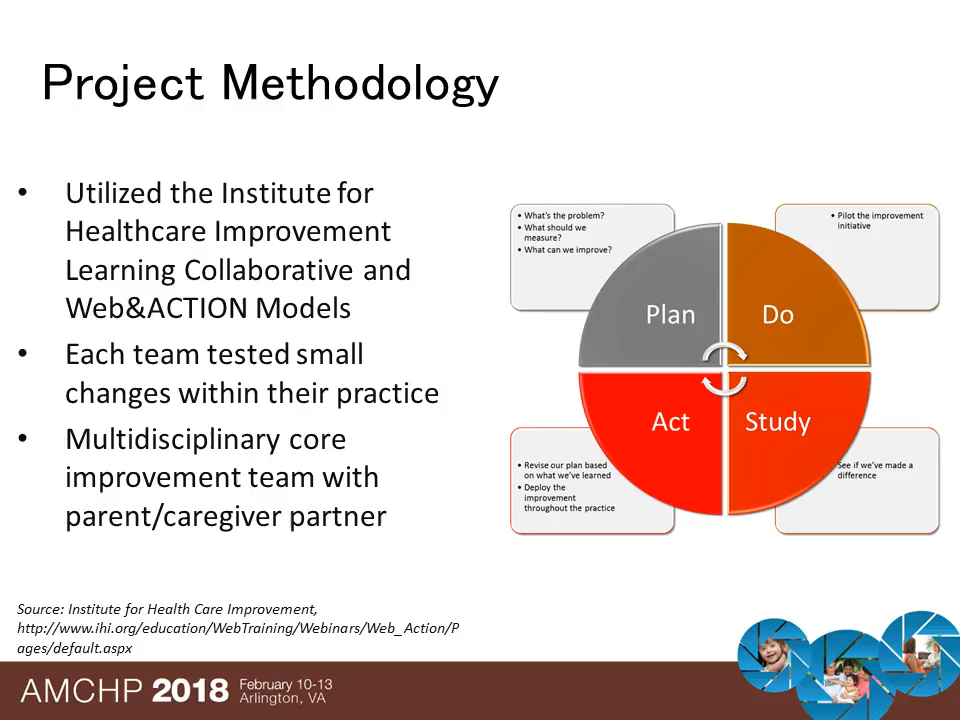 Project Methodology
• Utilized the Institute for
Healthcare Improvement
Learning Collaborative and
Web&ACTION Models
• Each team tested small
changes within their practice
• Multidisciplinary core
improvement team with
parent/caregiver partner
• What's the problem?
• What should we
measure?
• What can we improve?
• Pilot the improvement
initiative
Plan
Do
Act
Study
• Revise our plan based
on what we've learned
• Deploy the
improvement
throughout the practice
See if we've made a
difference
Source: Institute for Health Care Improvement,
http://www.ihi.org/education/WebTraining/Webinars/Web_Action/P
ages/default.aspx
AMCHP 2018
February 10-13
Arlington, VA